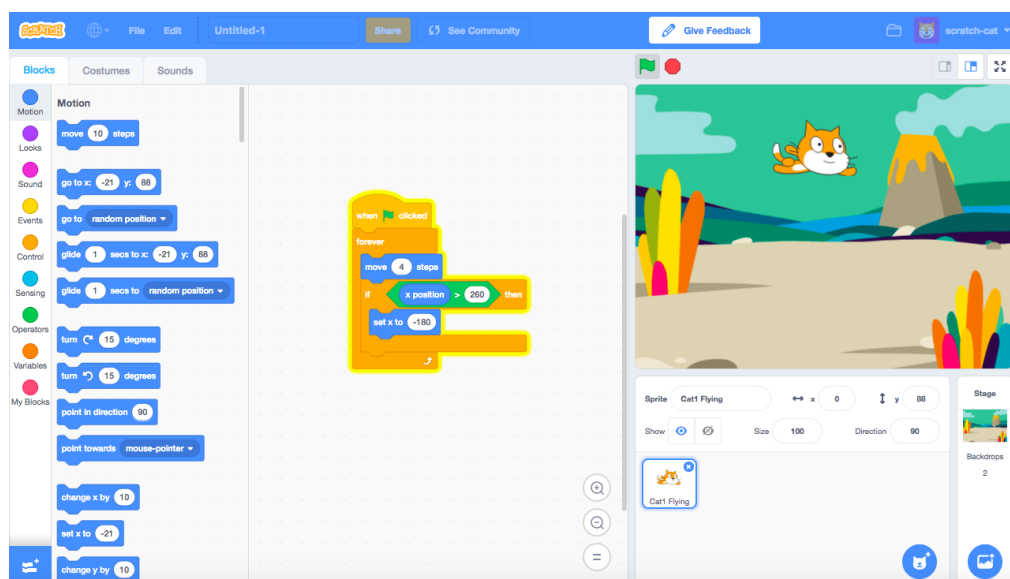 SCRATCH File Edit Untitled-1 Share See Community Give Feedback scratch-cat
Blocks Costumes Sounds
Motion
Looks
Sound
Events
Control
Sensing
Operators
Variables
My Blocks
Motion
move 10 steps
go to x: -21 y: 88
go to random position
glide 1 secs to x: -21 y: 88
glide 1 secs to random position
turn 15 degrees
turn 15 degrees
point in direction 90
point towards mouse-pointer
change x by 10
set x to -21
change y by 10
when clicked
forever
move 4 steps
if x position > 260 then
set x to -180
Sprite Cat1 Flying x 0 y 88
Show Size 100 Direction 90
Cat1 Flying
Stage
Backdrops
2